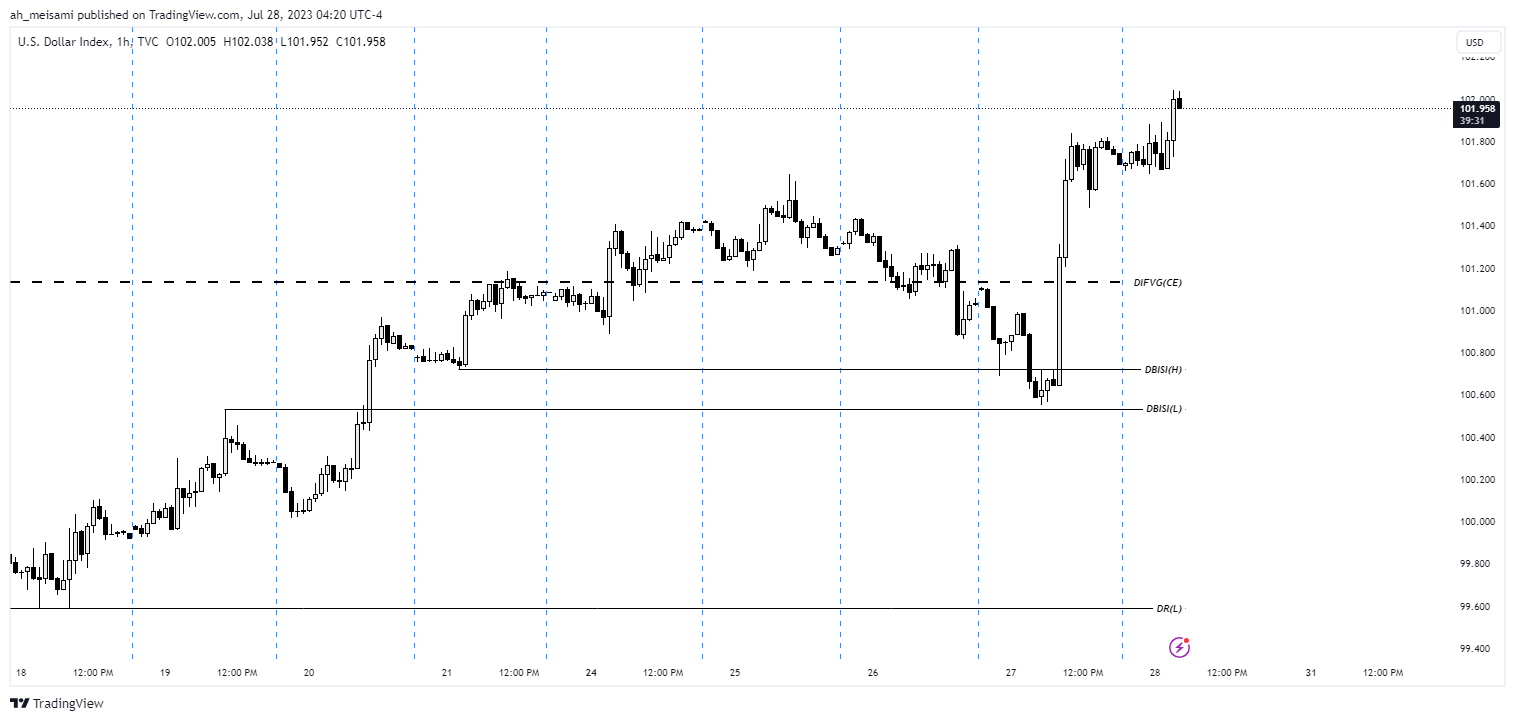 ah_meisami published on TradingView.com, Jul 28, 2023 04:20 UTC-4
U.S. Dollar Index, 1h, TVC O102.005 H102.038 L101.952 C101.958
USD
102.200
102.000
101.958
39:31
101.800
101.600
101.400
101.200
DIFVG(CE)
101.000
100.800
DBISI(H)
100.600
DBISI(L)
100.400
100.200
100.000
99.800
99.600
DR(L)
99.400
18 12:00 PM 19 12:00 PM 20 21 12:00 PM 24 12:00 PM 25 26 27 12:00 PM 28 12:00 PM 31 12:00 PM
TradingView